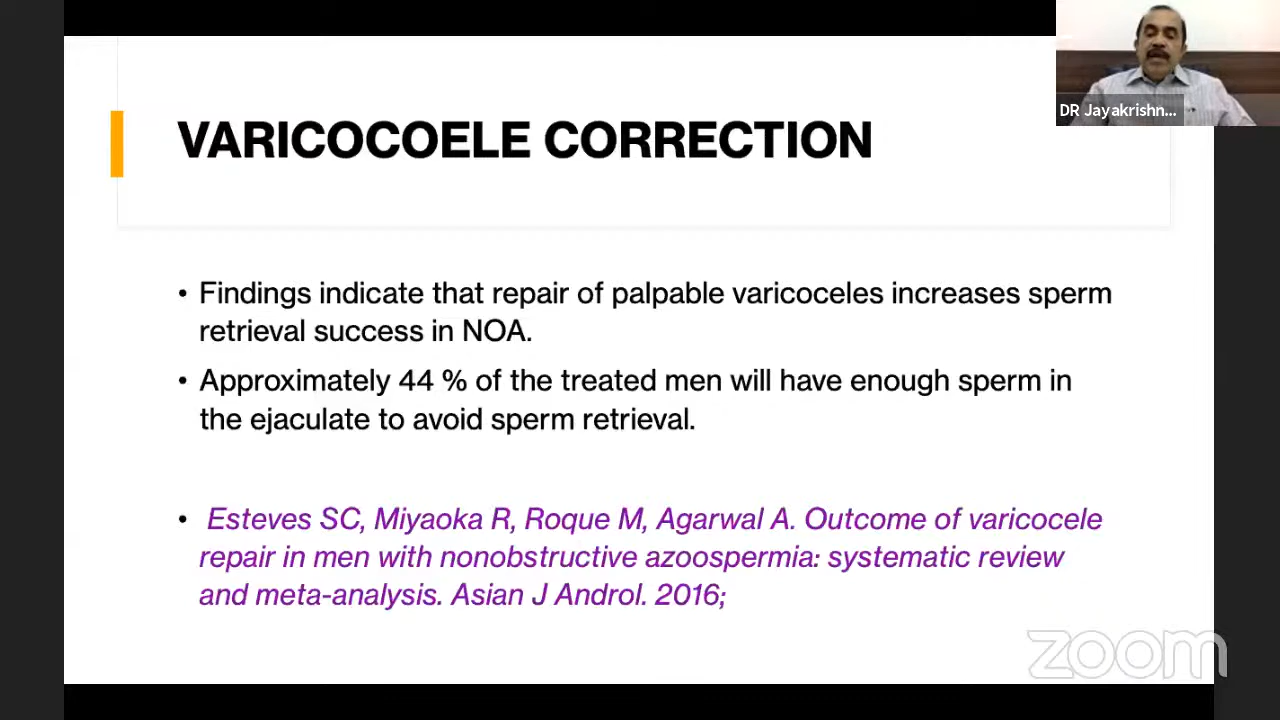 DR Jayakrishn...
VARICOCOELE CORRECTION
• Findings indicate that repair of palpable varicoceles increases sperm
retrieval success in NOA.
• Approximately 44 % of the treated men will have enough sperm in
the ejaculate to avoid sperm retrieval.
• Esteves SC, Miyaoka R, Roque M, Agarwal A. Outcome of varicocele
repair in men with nonobstructive azoospermia: systematic review
and meta-analysis. Asian J Androl. 2016;
zoom